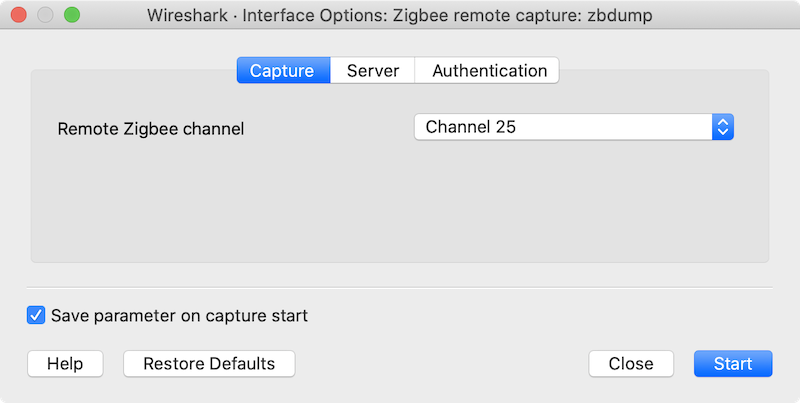 Wireshark · Interface Options: Zigbee remote capture: zbdump
Capture Server Authentication
Remote Zigbee channel Channel 25
Save parameter on capture start
Help Restore Defaults Close Start